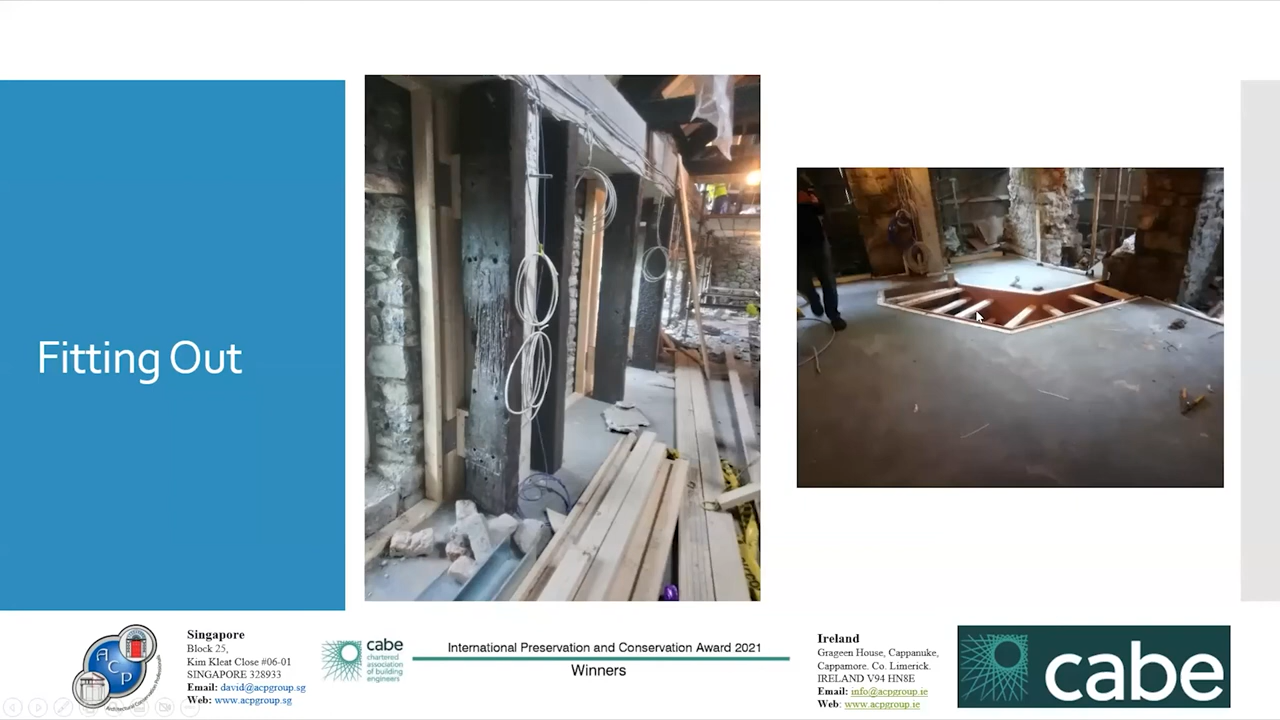 Fitting Out
Singapore
Block 25,
Kim Kleat Close #06-01
SINGAPORE 328933
Email: david@acpgroup.sg
Web: www.acpgroup.sg
cabe
chartered
association
of building
engineers
International Preservation and Conservation Award 2021
Winners
Ireland
Grageen House, Cappanuke,
Cappamore. Co. Limerick.
IRELAND V94 HN8E
Email: info@acpgroup.ie
Web: www.acpgroup.ie
cabe
A
C
P